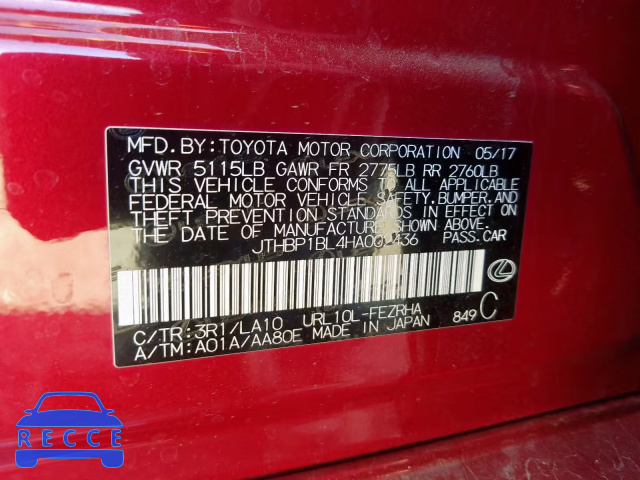 MFD. BY: TOYOTA MOTOR CORPORATION 05/17
GVWR 5115LB GAWR FR 2775LB RR 2760LB
THIS VEHICLE CONFORMS TO ALL APPLICABLE
FEDERAL MOTOR VEHICLE SAFETY, BUMPER, AND
THEFT PREVENTION STANDARDS IN EFFECT ON
THE DATE OF MANUFACTURE SHOWN ABOVE.
PASS. CAR
C/TR: 3R1/LA10 URL10L-FEZRHA
A/TM: A01A/AA80E MADE IN JAPAN 849 C
RECCE